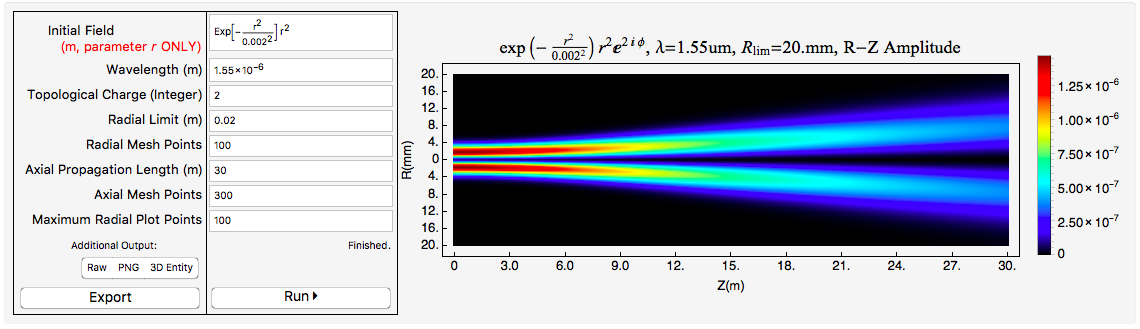 Initial Field
(m, parameter r ONLY)
Exp[-r²/0.002²] r²
Wavelength (m)
1.55×10⁻⁶
Topological Charge (Integer)
2
Radial Limit (m)
0.02
Radial Mesh Points
100
Axial Propagation Length (m)
30
Axial Mesh Points
300
Maximum Radial Plot Points
100
Additional Output:
Finished.
Raw PNG 3D Entity
Export
Run
exp(-r²/0.002²) r²e^{2 i ϕ}, λ=1.55um, Rlim=20.mm, R-Z Amplitude
R(mm)
20.
16.
12.
8.
4.
0
4.
8.
12.
16.
20.
0 3.0 6.0 9.0 12. 15. 18. 21. 24. 27. 30.
Z(m)
1.25×10⁻⁶
1.00×10⁻⁶
7.50×10⁻⁷
5.00×10⁻⁷
2.50×10⁻⁷
0